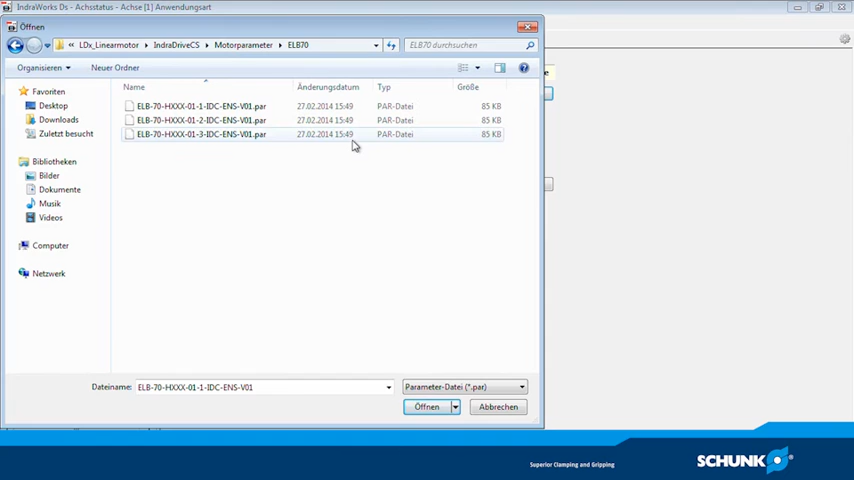 IndraWorks Ds - Achsstatus - Achse [1] Anwendungsart
Öffnen
« LDx_Linearmotor IndraDriveCS Motorparameter ELB70
ELB70 durchsuchen
Organisieren Neuer Ordner
Name Änderungsdatum Typ Größe
ELB-70-HXXX-01-1-IDC-ENS-V01.par 27.02.2014 15:49 PAR-Datei 85 KB
ELB-70-HXXX-01-2-IDC-ENS-V01.par 27.02.2014 15:49 PAR-Datei 85 KB
ELB-70-HXXX-01-3-IDC-ENS-V01.par 27.02.2014 15:49 PAR-Datei 85 KB
Favoriten
Desktop
Downloads
Zuletzt besucht
Bibliotheken
Bilder
Dokumente
Musik
Videos
Computer
Netzwerk
Dateiname: ELB-70-HXXX-01-1-IDC-ENS-V01 Parameter-Datei (*.par)
Öffnen Abbrechen
Superior Clamping and Gripping
SCHUNK